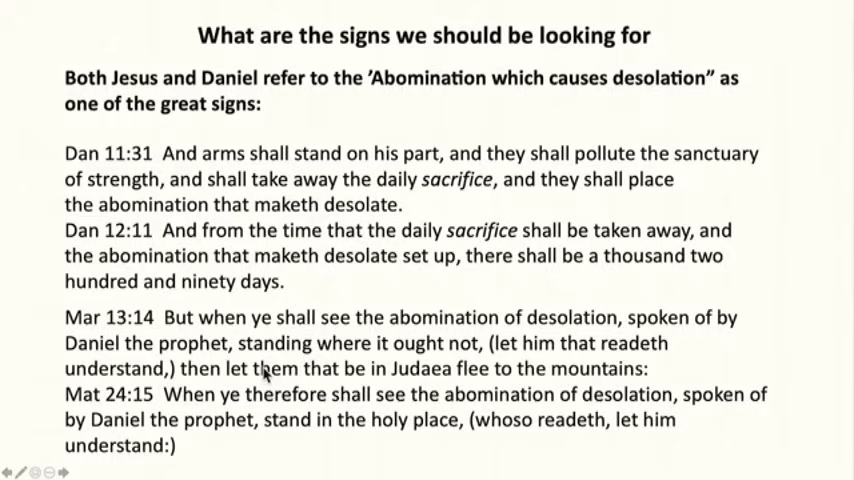 What are the signs we should be looking for
Both Jesus and Daniel refer to the ’Abomination which causes desolation” as
one of the great signs:
Dan 11:31  And arms shall stand on his part, and they shall pollute the sanctuary
of strength, and shall take away the daily sacrifice, and they shall place
the abomination that maketh desolate.
Dan 12:11  And from the time that the daily sacrifice shall be taken away, and
the abomination that maketh desolate set up, there shall be a thousand two
hundred and ninety days.
Mar 13:14  But when ye shall see the abomination of desolation, spoken of by
Daniel the prophet, standing where it ought not, (let him that readeth
understand,) then let them that be in Judaea flee to the mountains:
Mat 24:15  When ye therefore shall see the abomination of desolation, spoken of
by Daniel the prophet, stand in the holy place, (whoso readeth, let him
understand:)